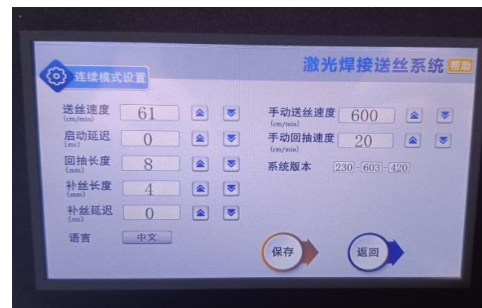 激光焊接送丝系统 帮助
连续模式设置
送丝速度 61
(cm/min)
手动送丝速度 600
(cm/min)
启动延迟 0
(ms)
手动回抽速度 20
(cm/min)
回抽长度 8
(mm)
系统版本 230-603-420
补丝长度 4
(mm)
补丝延迟 0
(ms)
语言 中文
保存
返回